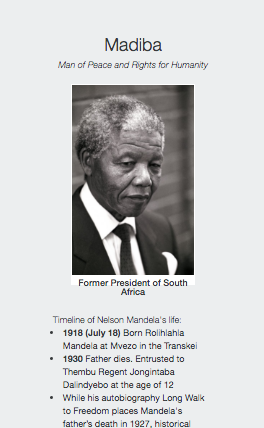 Madiba
Man of Peace and Rights for Humanity
Former President of South
Africa
Timeline of Nelson Mandela's life:
• 1918 (July 18) Born Rolihlahla
Mandela at Mvezo in the Transkei
• 1930 Father dies. Entrusted to
Thembu Regent Jongintaba
Dalindyebo at the age of 12
• While his autobiography Long Walk
to Freedom places Mandela's
father's death in 1927, historical